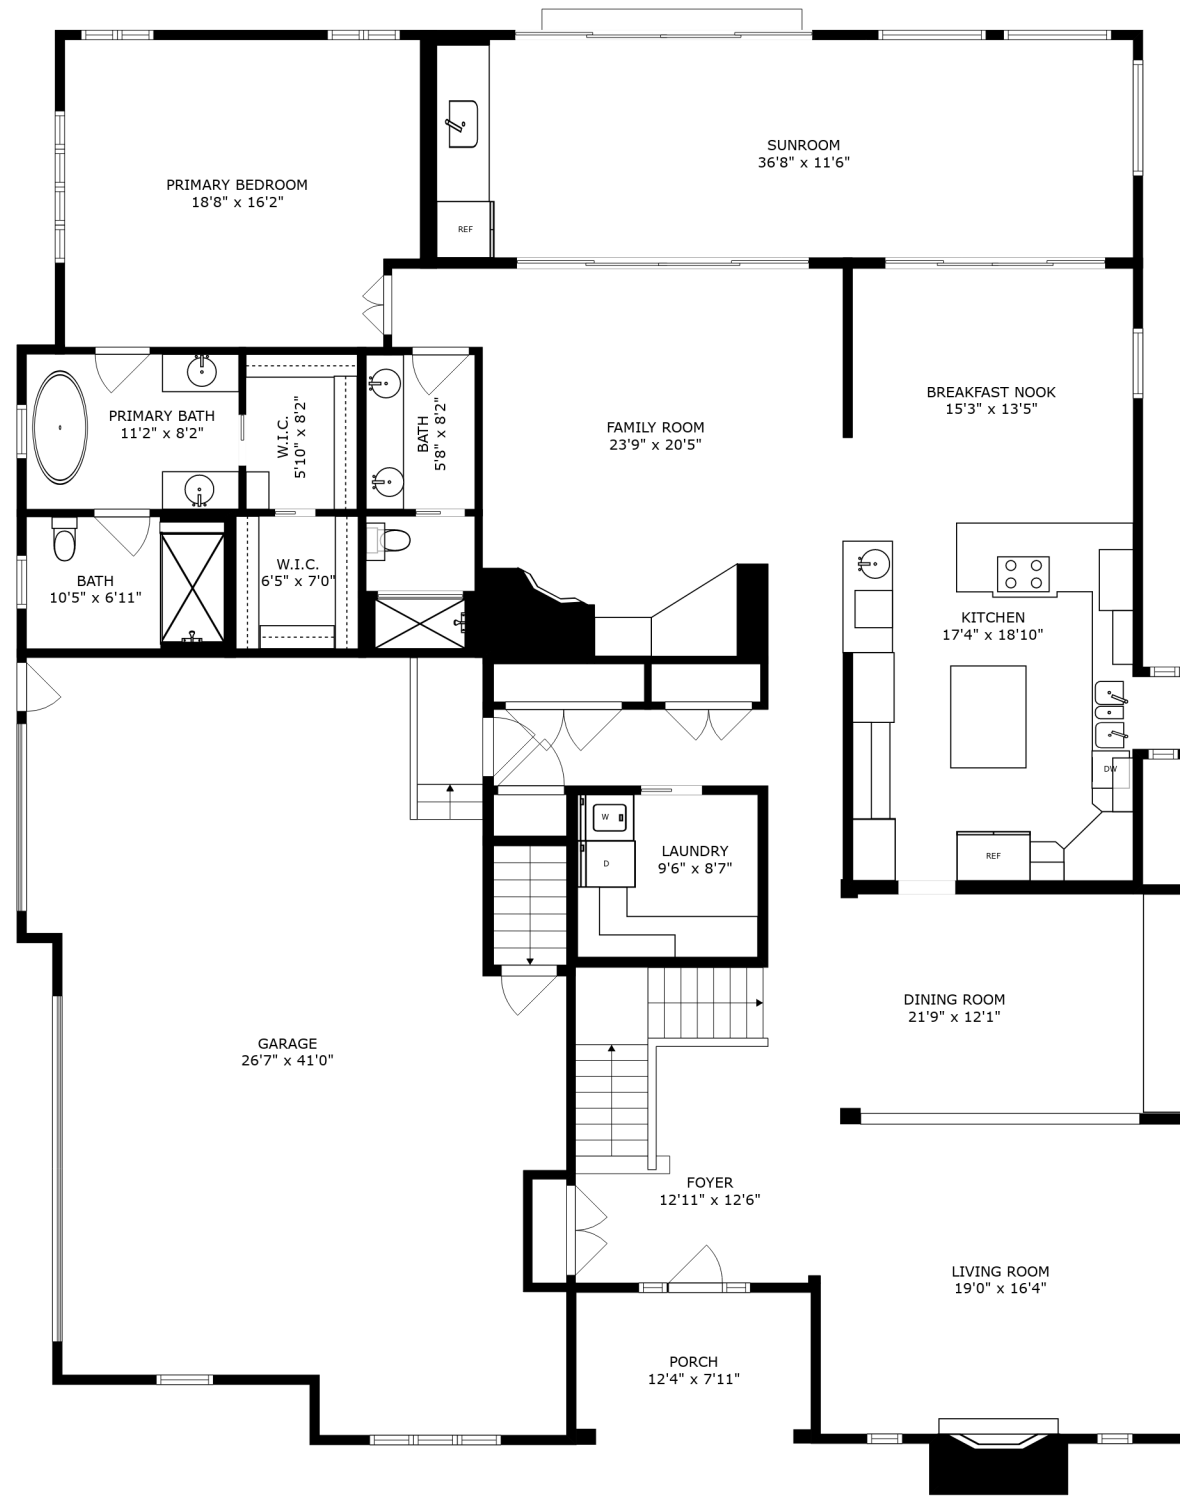 SUNROOM
36'8" x 11'6"
PRIMARY BEDROOM
18'8" x 16'2"
REF
BREAKFAST NOOK
15'3" x 13'5"
PRIMARY BATH
11'2" x 8'2"
W.I.C.
5'10" x 8'2"
BATH
5'8" x 8'2"
FAMILY ROOM
23'9" x 20'5"
W.I.C.
6'5" x 7'0"
BATH
10'5" x 6'11"
KITCHEN
17'4" x 18'10"
DW
W
D
LAUNDRY
9'6" x 8'7"
REF
DINING ROOM
21'9" x 12'1"
GARAGE
26'7" x 41'0"
FOYER
12'11" x 12'6"
LIVING ROOM
19'0" x 16'4"
PORCH
12'4" x 7'11"